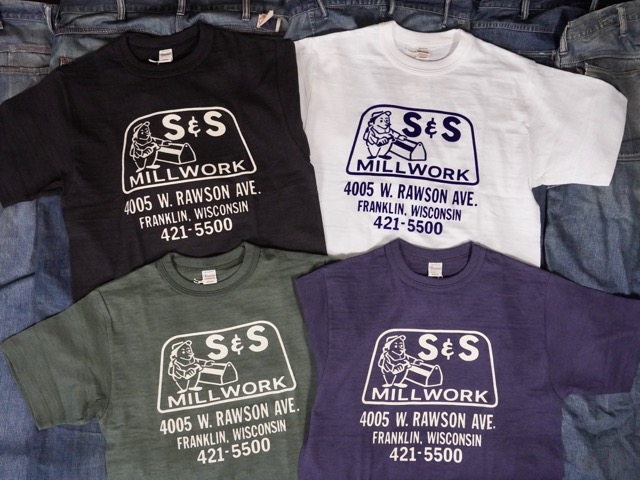 S & S
MILLWORK
4005 W. RAWSON AVE.
FRANKLIN, WISCONSIN
421-5500
S & S
MILLWORK
4005 W. RAWSON AVE.
FRANKLIN, WISCONSIN
421-5500
S & S
MILLWORK
4005 W. RAWSON AVE.
FRANKLIN, WISCONSIN
421-5500
S & S
MILLWORK
4005 W. RAWSON AVE.
FRANKLIN, WISCONSIN
421-5500